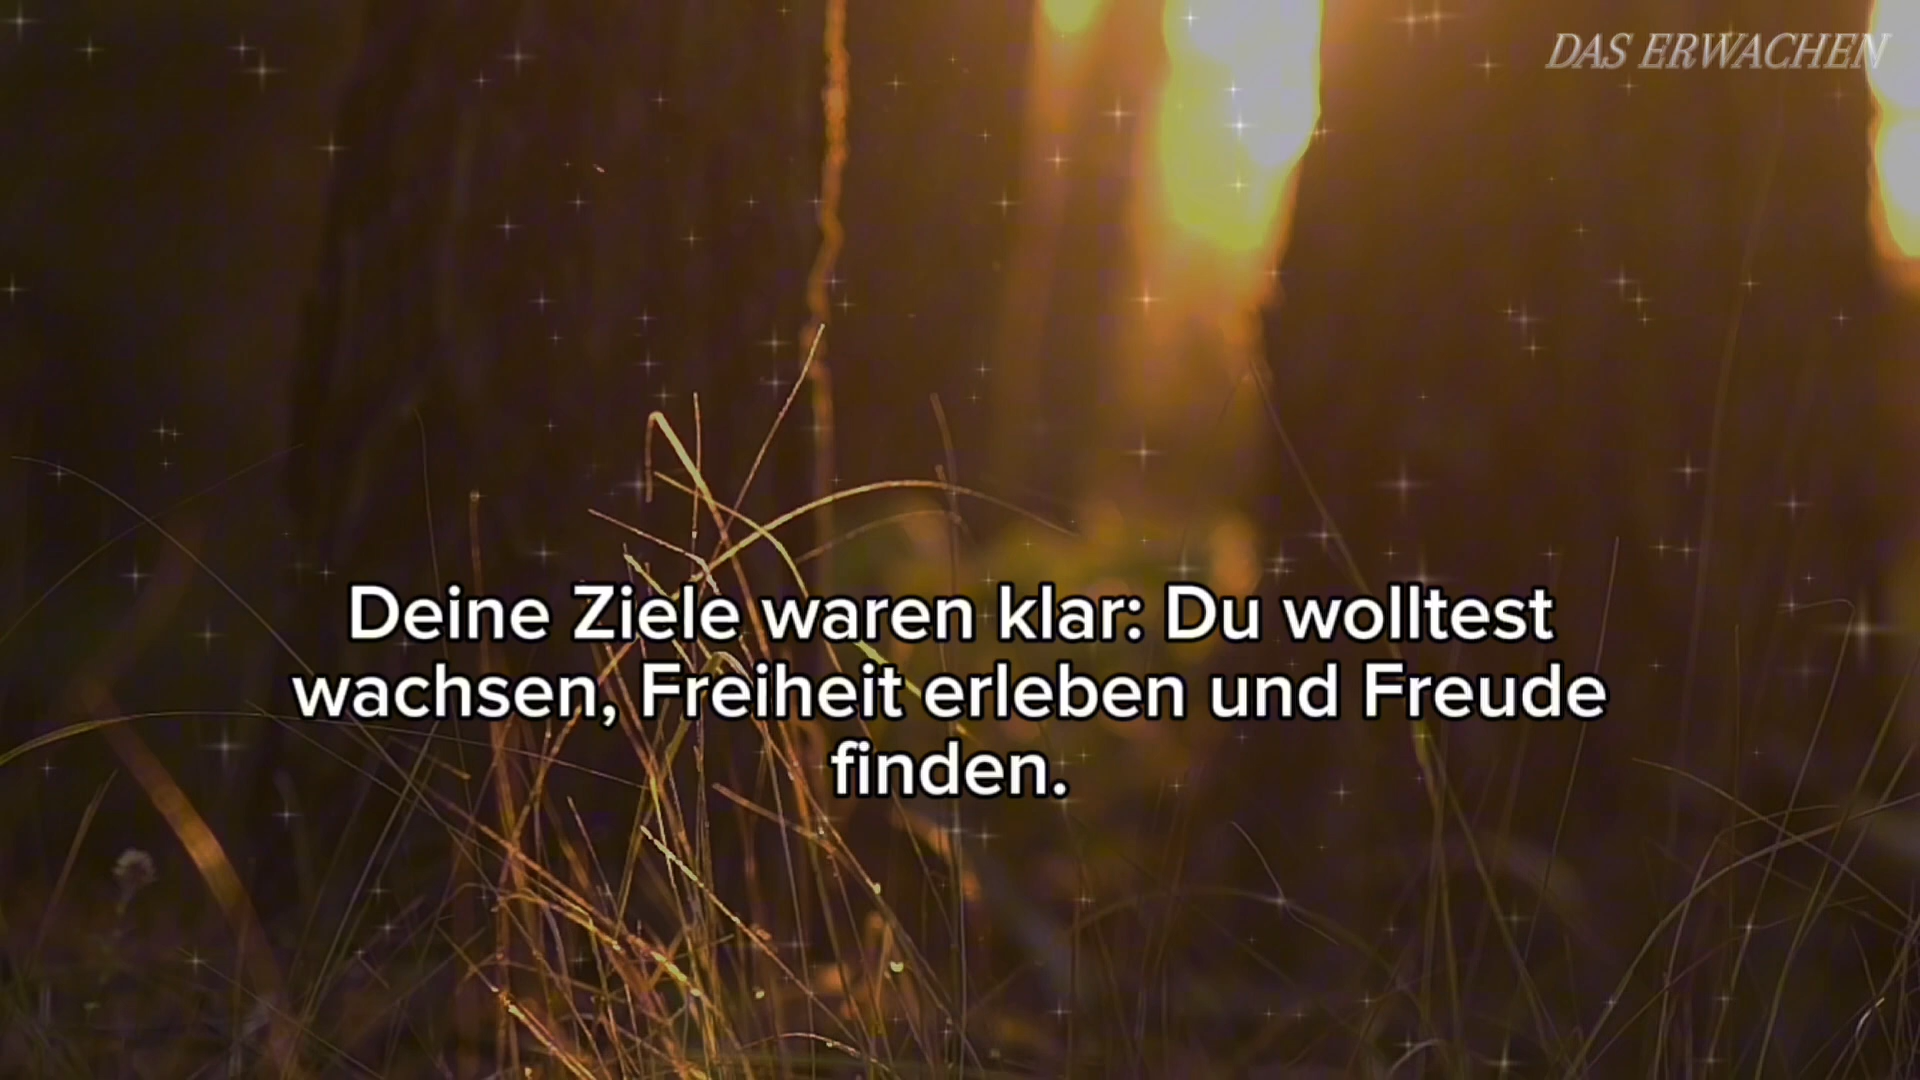 DAS ERWACHEN
Deine Ziele waren klar: Du wolltest
wachsen, Freiheit erleben und Freude
finden.